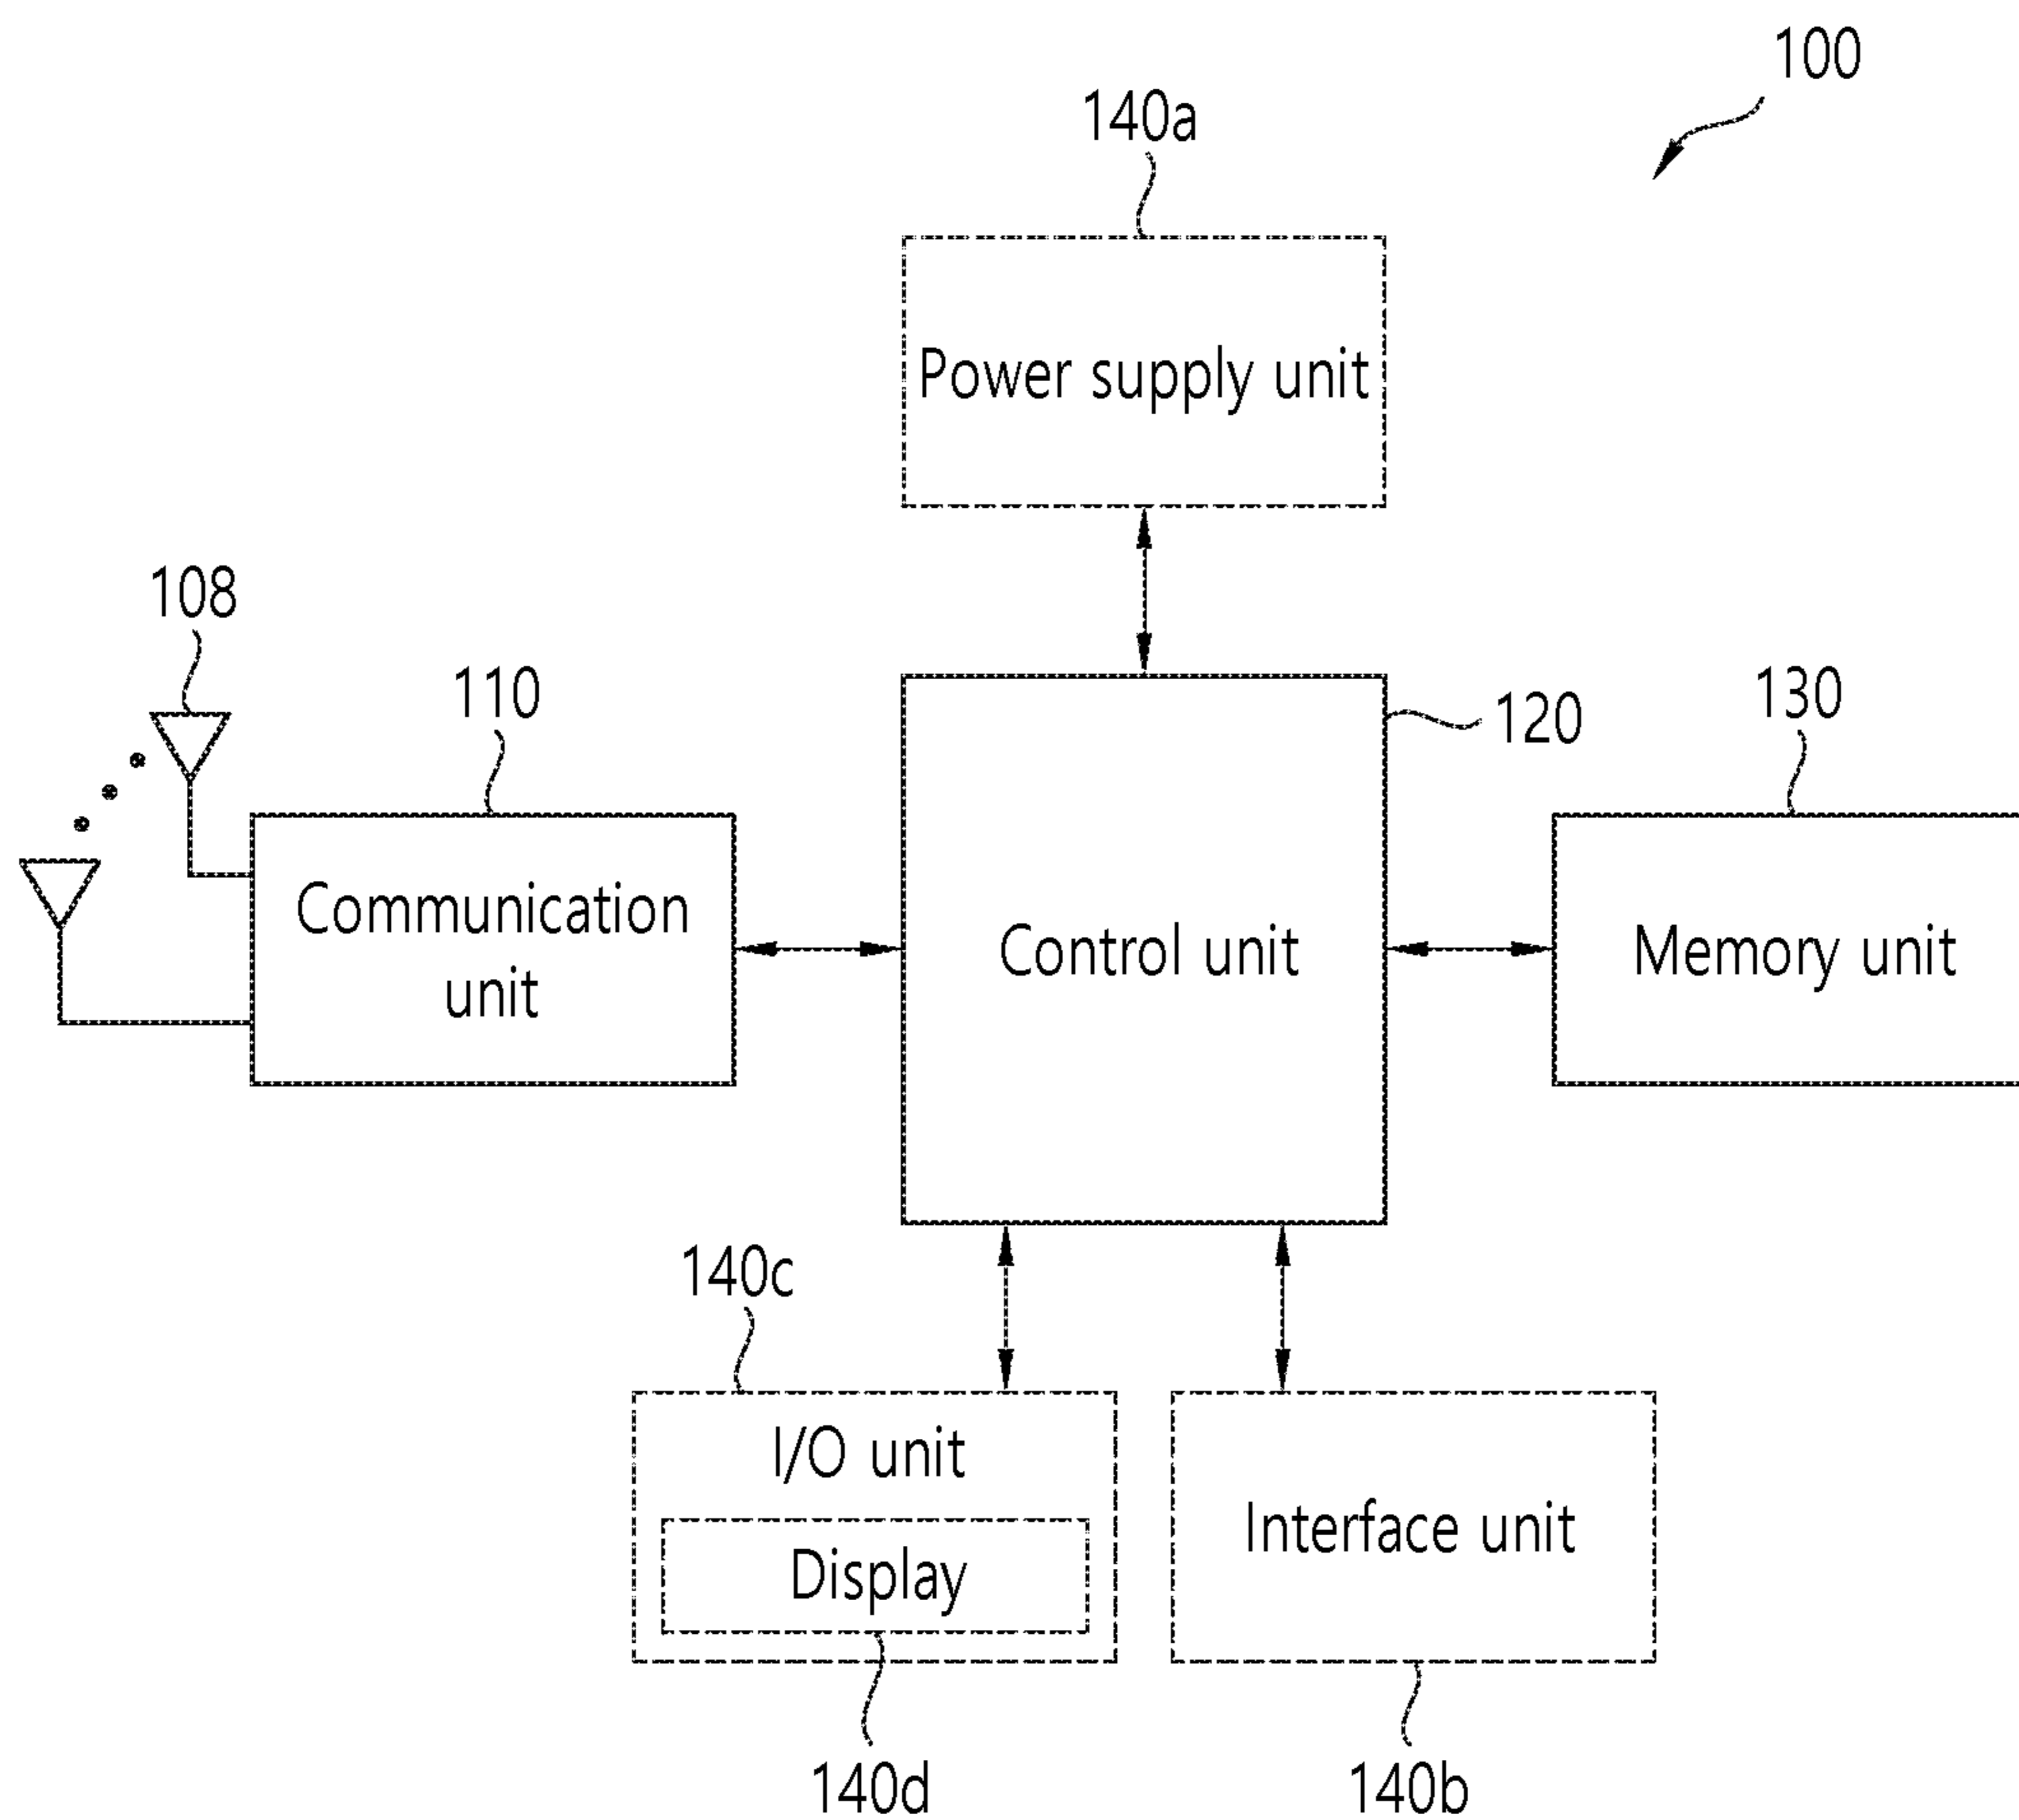 100
140a
Power supply unit
108
110
120
130
Communication
unit
Control unit
Memory unit
140c
I/O unit
Display
Interface unit
140d
140b